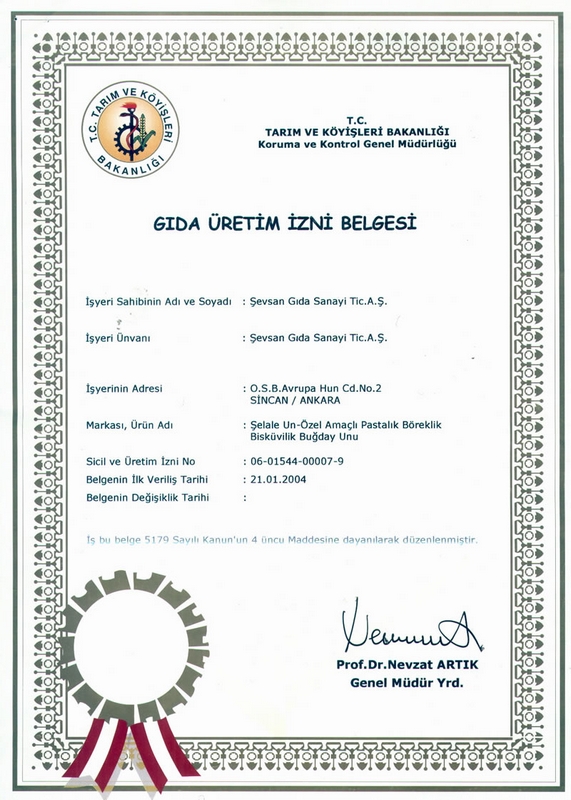 T.C. TARIM VE KÖYİŞLERİ
BAKANLIĞI
T.C.
TARIM VE KÖYİŞLERİ BAKANLIĞI
Koruma ve Kontrol Genel Müdürlüğü
GIDA ÜRETİM İZNİ BELGESİ
İşyeri Sahibinin Adı ve Soyadı : Şevsan Gıda Sanayi Tic.A.Ş.
İşyeri Ünvanı : Şevsan Gıda Sanayi Tic.A.Ş.
İşyerinin Adresi : O.S.B.Avrupa Hun Cd.No.2
SİNCAN / ANKARA
Markası, Ürün Adı : Şelale Un-Özel Amaçlı Pastalık Böreklik
Bisküvilik Buğday Unu
Sicil ve Üretim İzni No : 06-01544-00007-9
Belgenin İlk Veriliş Tarihi : 21.01.2004
Belgenin Değişiklik Tarihi :
İş bu belge 5179 Sayılı Kanun'un 4 üncü Maddesine dayanılarak düzenlenmiştir.
Prof.Dr.Nevzat ARTIK
Genel Müdür Yrd.